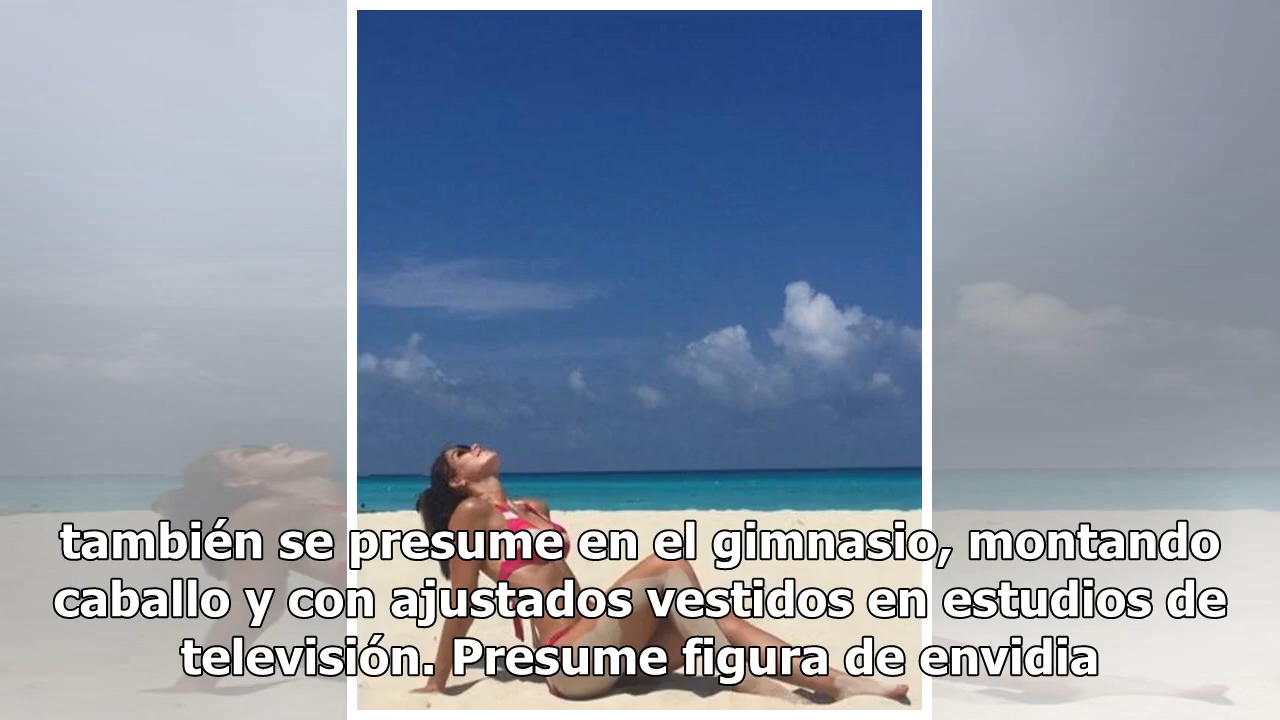 también se presume en el gimnasio, montando
caballo y con ajustados vestidos en estudios de
televisión. Presume figura de envidia